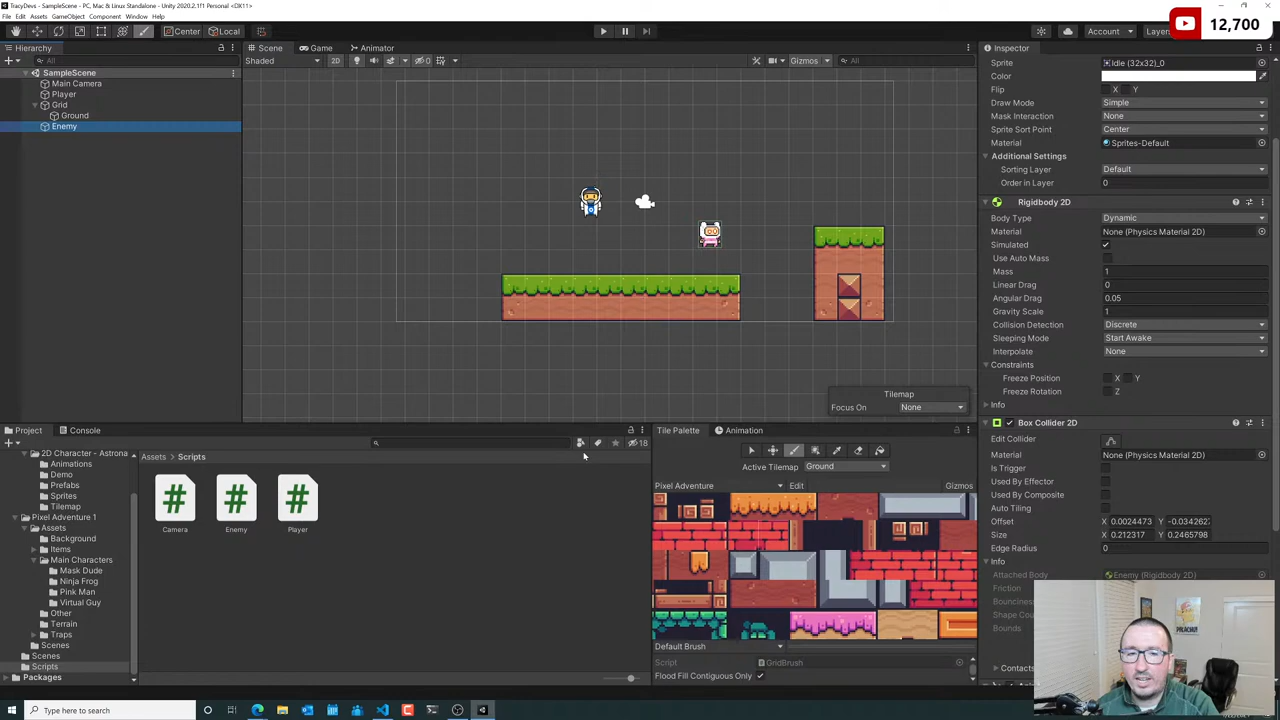 TracyDevs - SampleScene - PC, Mac & Linux Standalone - Unity 2020.2.1f1 Personal <DX11>
File Edit Assets GameObject Component Window Help
Center Local Account Layers
12,700
Hierarchy
All
SampleScene
Main Camera
Player
Grid
Ground
Enemy
Scene Game Animator
Shaded 2D 0 Gizmos All
Tilemap
Focus On None
Project Console
18
2D Character - Astrona
Animations
Demo
Prefabs
Sprites
Tilemap
Pixel Adventure 1
Assets
Background
Items
Main Characters
Mask Dude
Ninja Frog
Pink Man
Virtual Guy
Other
Terrain
Traps
Scenes
Scenes
Scripts
Packages
Assets Scripts
Camera Enemy Player
Tile Palette Animation
Active Tilemap Ground
Pixel Adventure Edit Gizmos
Default Brush
Script GridBrush
Flood Fill Contiguous Only
Inspector
Sprite Idle (32x32)_0
Color
Flip X Y
Draw Mode Simple
Mask Interaction None
Sprite Sort Point Center
Material Sprites-Default
Additional Settings
Sorting Layer Default
Order in Layer 0
Rigidbody 2D
Body Type Dynamic
Material None (Physics Material 2D)
Simulated
Use Auto Mass
Mass 1
Linear Drag 0
Angular Drag 0.05
Gravity Scale 1
Collision Detection Discrete
Sleeping Mode Start Awake
Interpolate None
Constraints
Freeze Position X Y
Freeze Rotation Z
Info
Box Collider 2D
Edit Collider
Material None (Physics Material 2D)
Is Trigger
Used By Effector
Used By Composite
Auto Tiling
Offset X 0.0024473 Y -0.034262
Size X 0.212317 Y 0.2465798
Edge Radius 0
Info
Attached Body Enemy (Rigidbody 2D)
Friction
Bounciness
Shape Cou
Bounds
Contacts
Type here to search